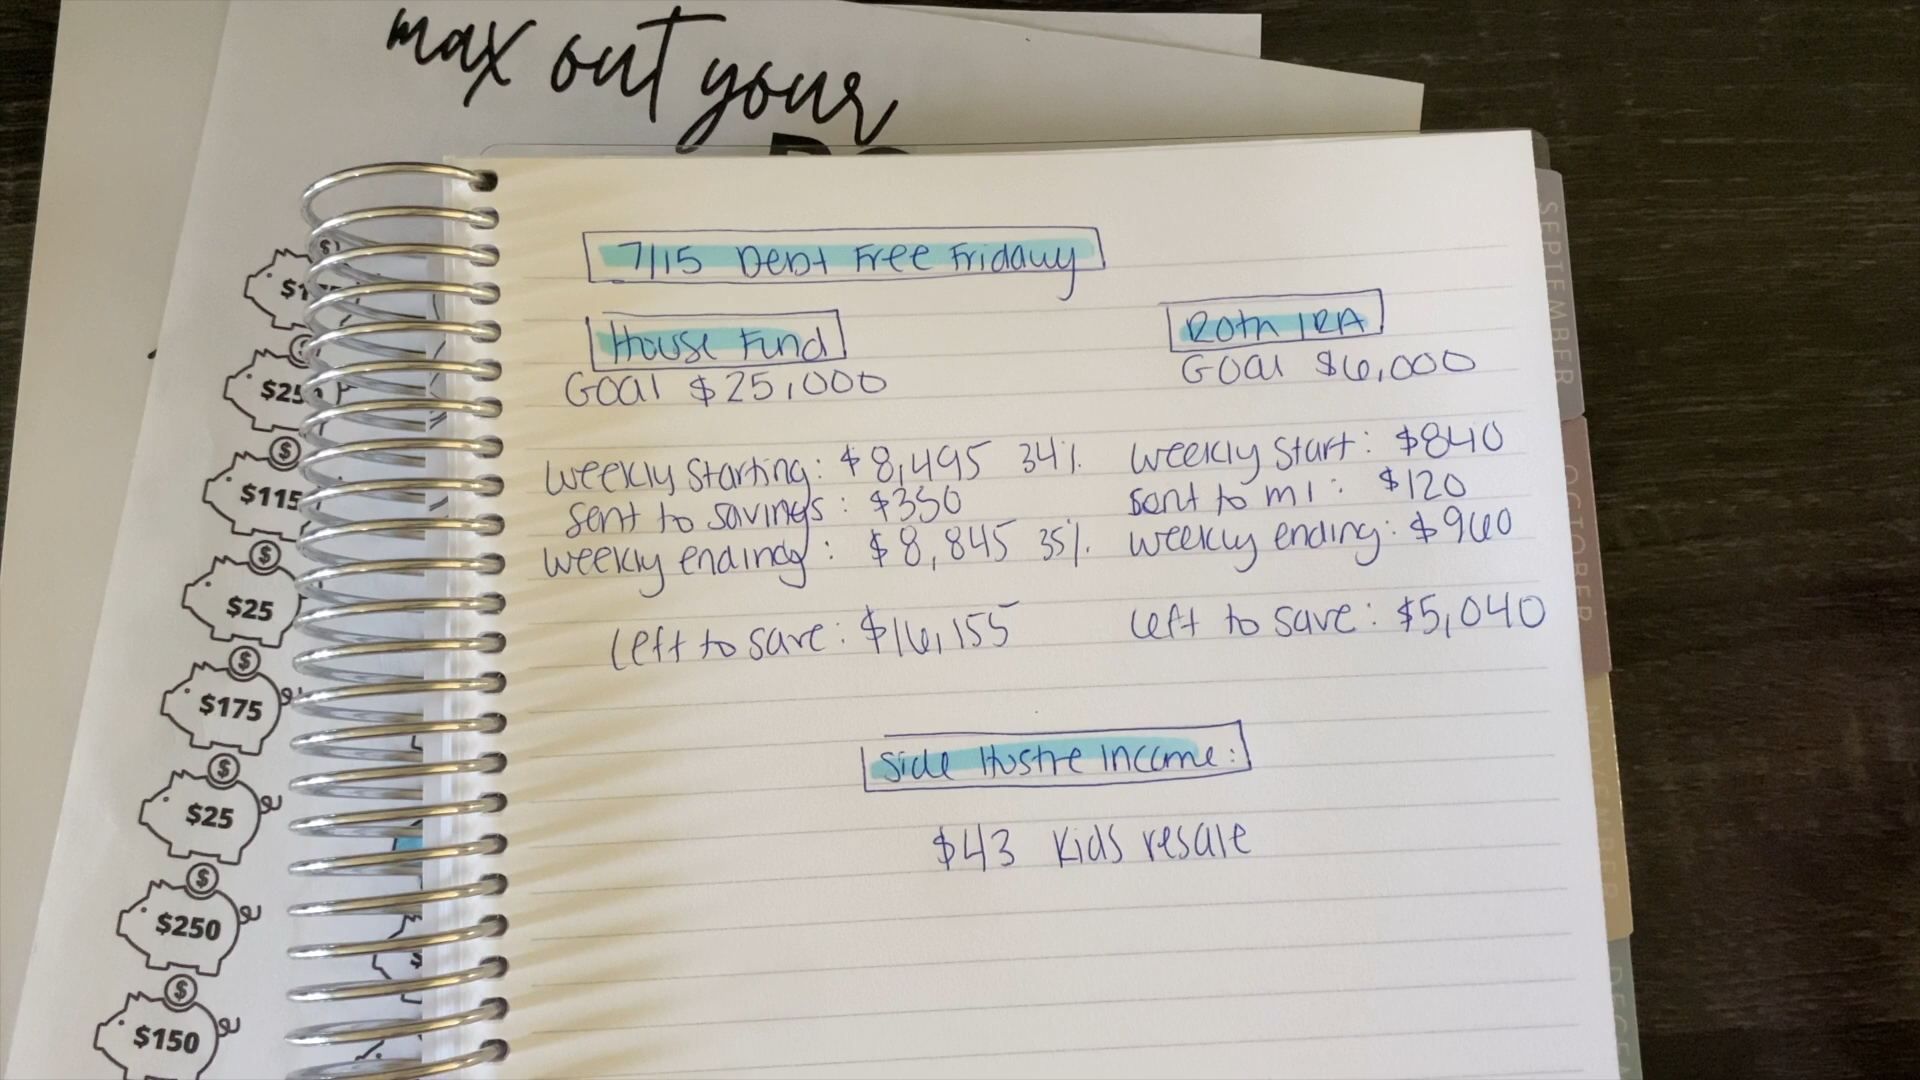 max out your
7/15 Debt Free Fridauy
House Fund
Goal $25,000
weekly starting: $8,495 34%
sent to savings: $350
weekly ending: $8,845 35%
left to save: $16,155
Roth IRA
Goal $6,000
weekly start: $840
sent to m1: $120
weekly ending: $960
left to save: $5,040
Side Hustle Income:
$43 Kids resale
$115
$25
$175
$25
$250
$150
SEPTEMBER
OCTOBER
NOVEMBER